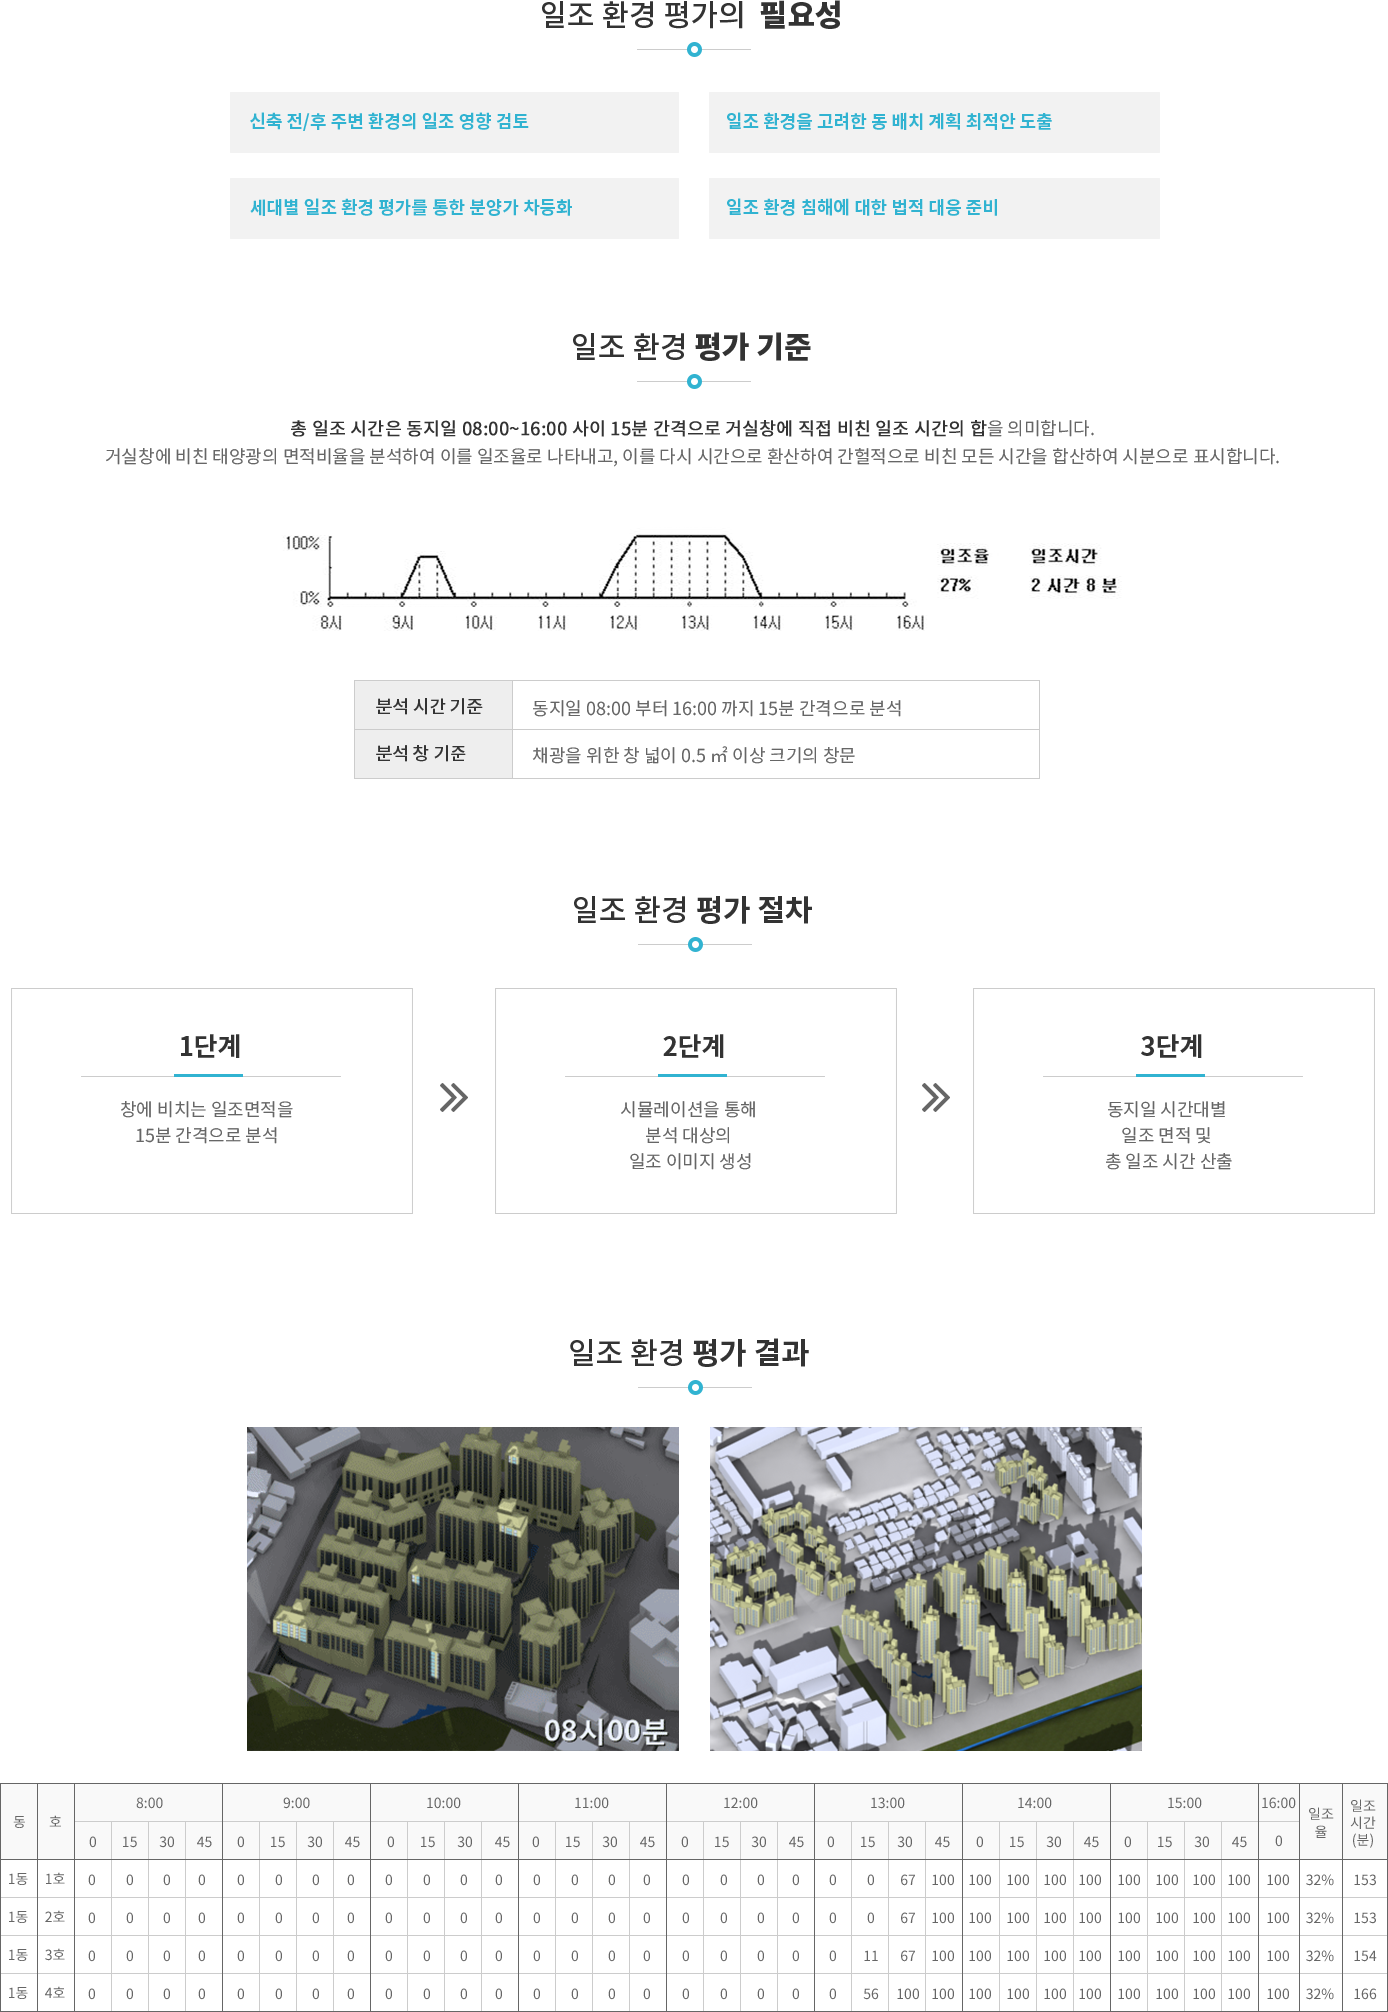 일조 환경 평가의 필요성
신축 전/후 주변 환경의 일조 영향 검토
일조 환경을 고려한 동 배치 계획 최적안 도출
세대별 일조 환경 평가를 통한 분양가 차등화
일조 환경 침해에 대한 법적 대응 준비
일조 환경 평가 기준
총 일조 시간은 동지일 08:00~16:00 사이 15분 간격으로 거실창에 직접 비친 일조 시간의 합을 의미합니다.
거실창에 비친 태양광의 면적비율을 분석하여 이를 일조율로 나타내고, 이를 다시 시간으로 환산하여 간헐적으로 비친 모든 시간을 합산하여 시분으로 표시합니다.
100%
0%
8시 9시 10시 11시 12시 13시 14시 15시 16시
일조율 일조시간
27% 2 시간 8 분
분석 시간 기준 동지일 08:00 부터 16:00 까지 15분 간격으로 분석
분석 창 기준 채광을 위한 창 넓이 0.5 ㎡ 이상 크기의 창문
일조 환경 평가 절차
1단계
창에 비치는 일조면적을
15분 간격으로 분석
2단계
시뮬레이션을 통해
분석 대상의
일조 이미지 생성
3단계
동지일 시간대별
일조 면적 및
총 일조 시간 산출
일조 환경 평가 결과
08시00분
동 호 8:00 9:00 10:00 11:00 12:00 13:00 14:00 15:00 16:00 일조율 일조시간(분)
0 15 30 45 0 15 30 45 0 15 30 45 0 15 30 45 0 15 30 45 0 15 30 45 0 15 30 45 0 15 30 45 0
1동 1호 0 0 0 0 0 0 0 0 0 0 0 0 0 0 0 0 0 0 0 0 0 0 67 100 100 100 100 100 100 100 100 100 100 32% 153
1동 2호 0 0 0 0 0 0 0 0 0 0 0 0 0 0 0 0 0 0 0 0 0 0 67 100 100 100 100 100 100 100 100 100 100 32% 153
1동 3호 0 0 0 0 0 0 0 0 0 0 0 0 0 0 0 0 0 0 0 0 0 11 67 100 100 100 100 100 100 100 100 100 100 32% 154
1동 4호 0 0 0 0 0 0 0 0 0 0 0 0 0 0 0 0 0 0 0 0 0 56 100 100 100 100 100 100 100 100 100 100 100 32% 166